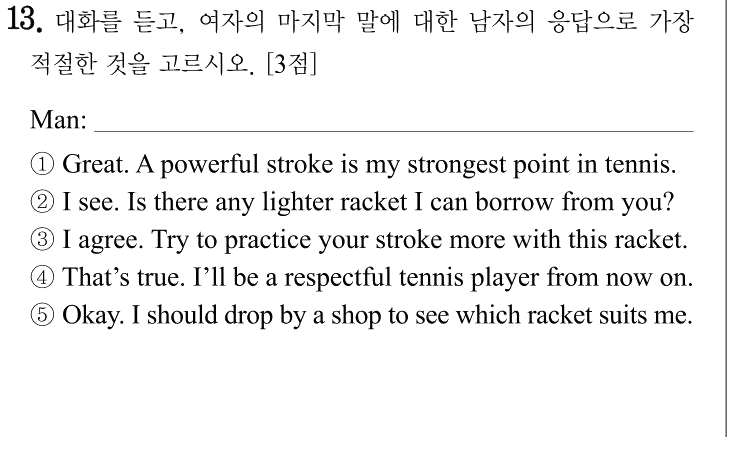 13. 대화를 듣고, 여자의 마지막 말에 대한 남자의 응답으로 가장
적절한 것을 고르시오. [3점]
Man: ____________________
① Great. A powerful stroke is my strongest point in tennis.
② I see. Is there any lighter racket I can borrow from you?
③ I agree. Try to practice your stroke more with this racket.
④ That’s true. I’ll be a respectful tennis player from now on.
⑤ Okay. I should drop by a shop to see which racket suits me.